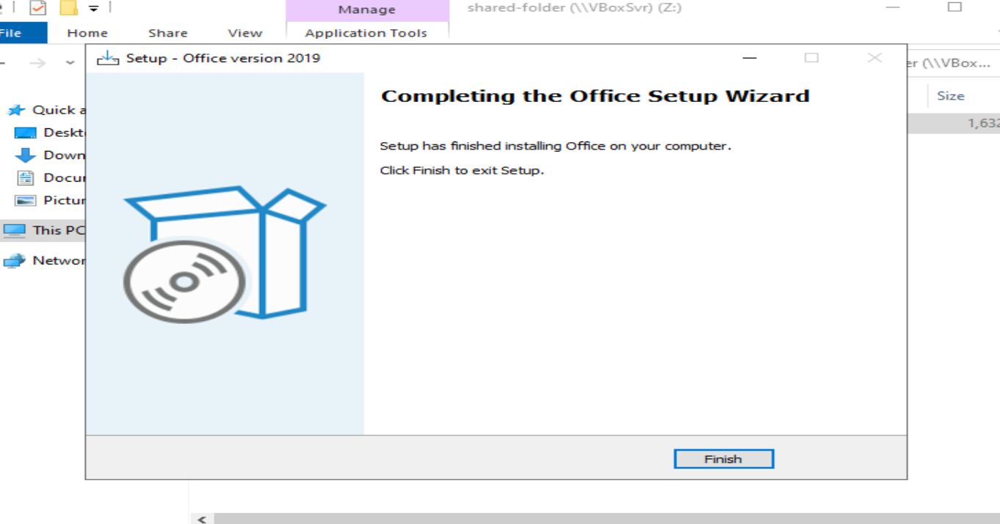 Manage
shared-folder (\\VBoxSvr) (Z:)
File Home Share View Application Tools
Setup - Office version 2019
er (\\VBox...
Completing the Office Setup Wizard
Size
Quick a
Deskt
1,632
Setup has finished installing Office on your computer.
Down
Click Finish to exit Setup.
Docu
Pictur
This PC
Networ
Finish